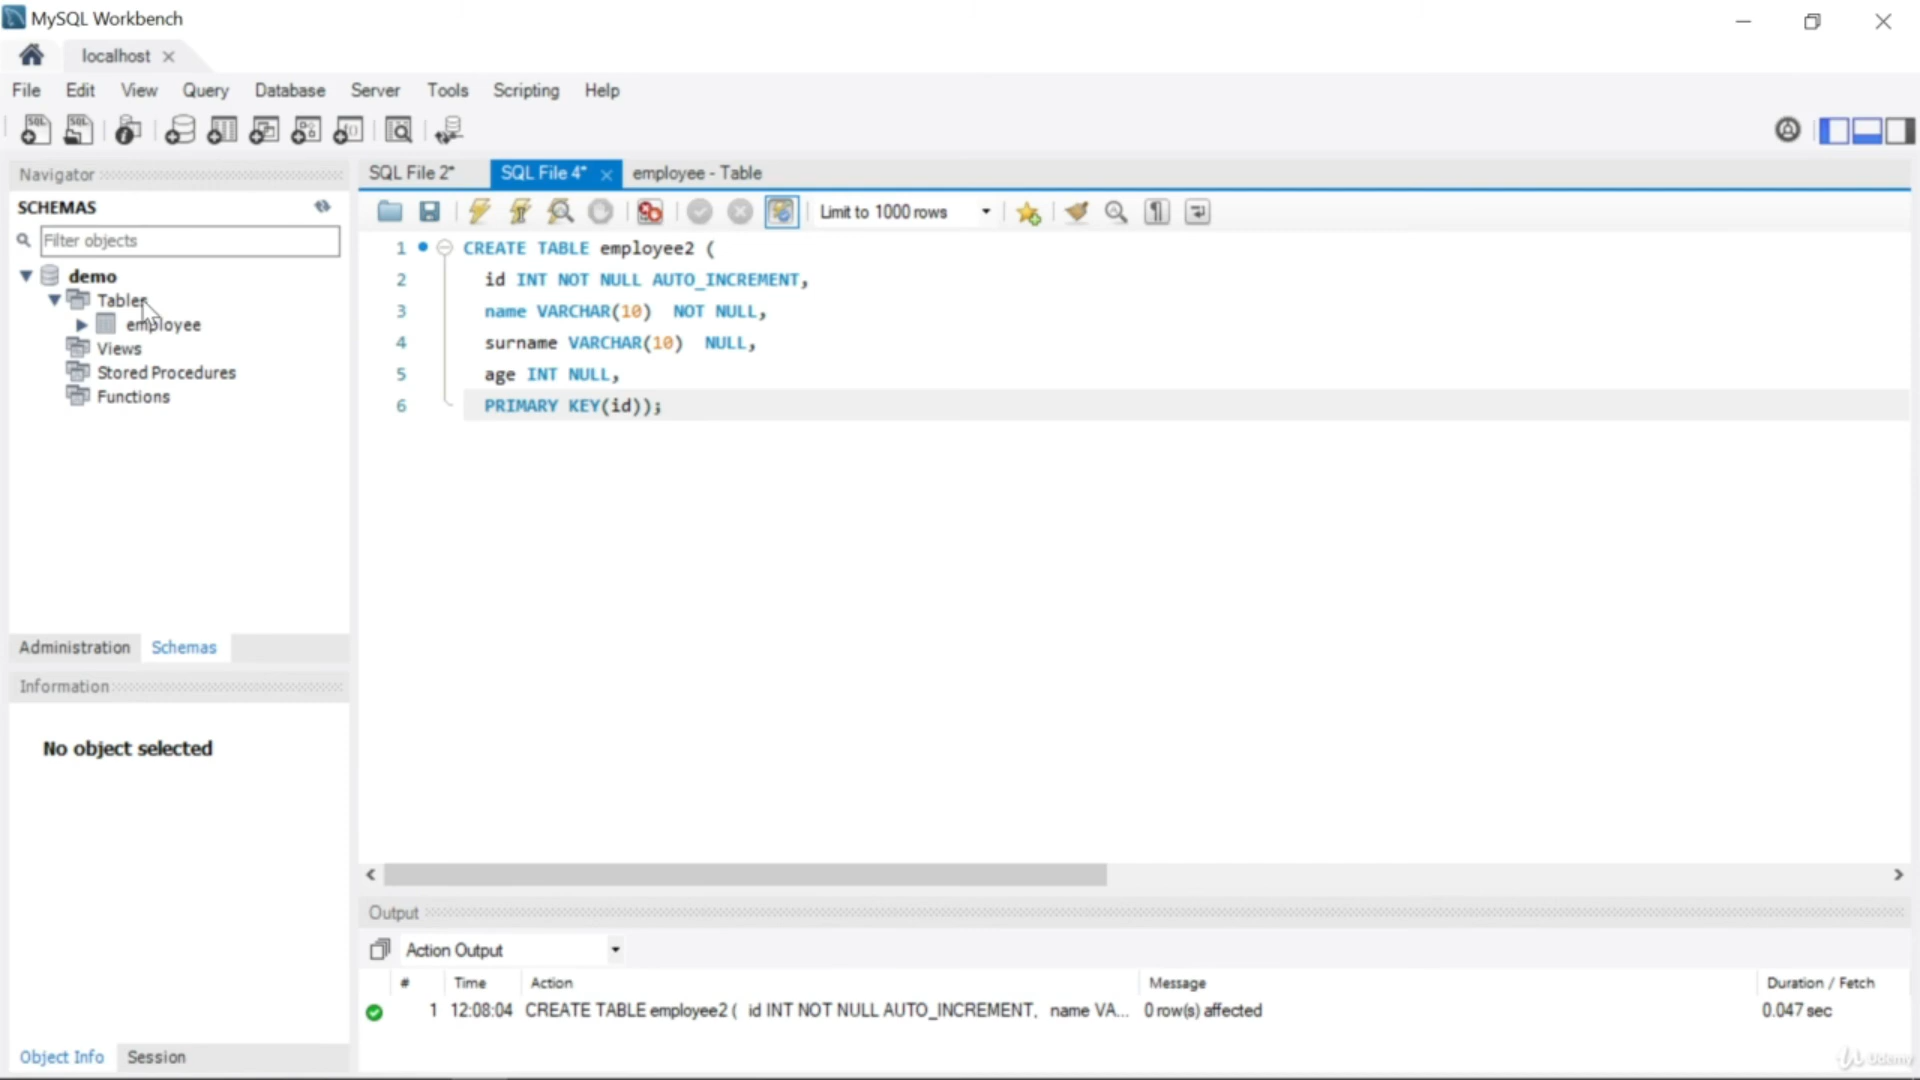 MySQL Workbench
localhost
File Edit View Query Database Server Tools Scripting Help
Navigator
SQL File 2* SQL File 4* employee - Table
SCHEMAS
Limit to 1000 rows
Filter objects
demo
Tables
employee
Views
Stored Procedures
Functions
1 CREATE TABLE employee2 (
2 id INT NOT NULL AUTO_INCREMENT,
3 name VARCHAR(10) NOT NULL,
4 surname VARCHAR(10) NULL,
5 age INT NULL,
6 PRIMARY KEY(id));
Administration Schemas
Information
No object selected
Output
Action Output
# Time Action Message Duration / Fetch
1 12:08:04 CREATE TABLE employee2 ( id INT NOT NULL AUTO_INCREMENT, name VA... 0 row(s) affected 0.047 sec
Object Info Session
Udemy